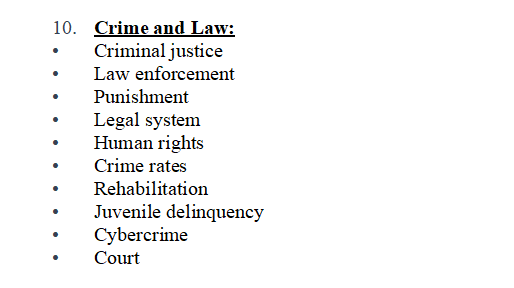 10. Crime and Law:
• Criminal justice
• Law enforcement
• Punishment
• Legal system
• Human rights
• Crime rates
• Rehabilitation
• Juvenile delinquency
• Cybercrime
• Court